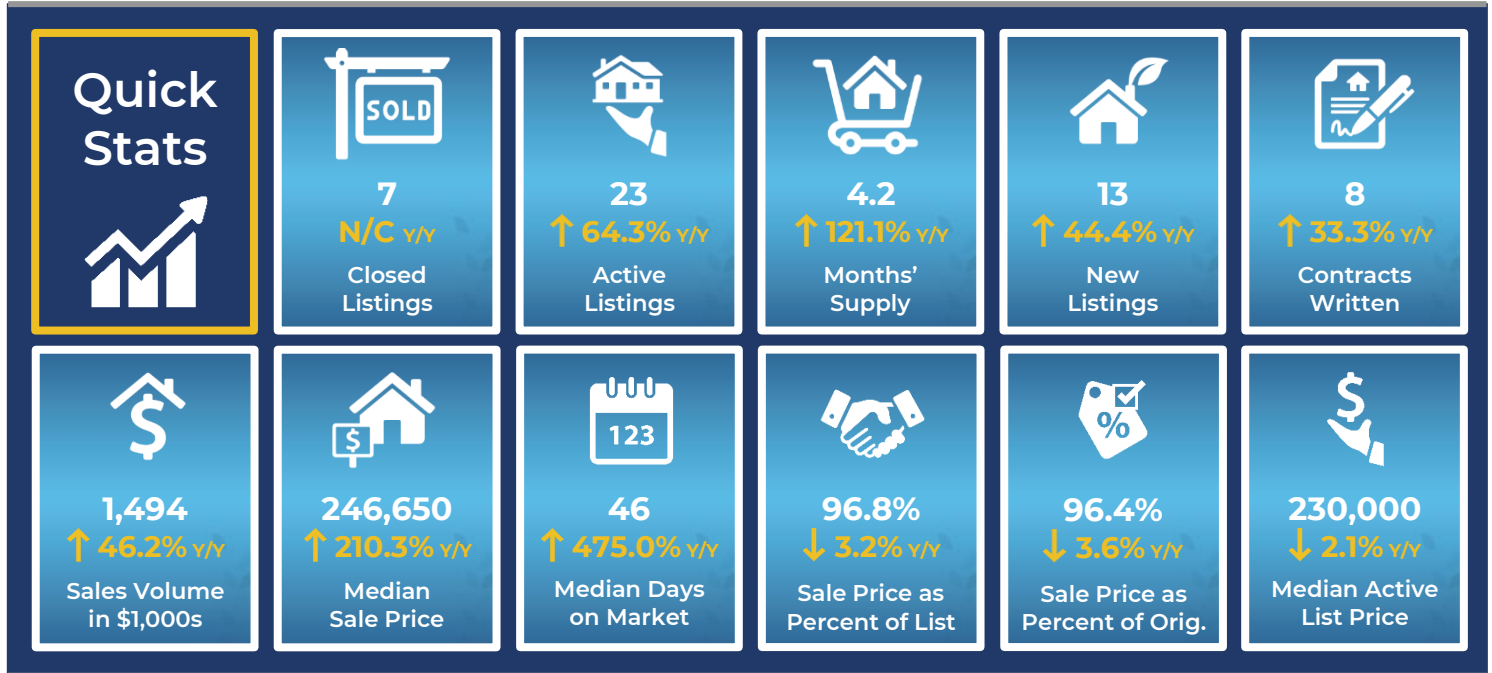 Quick
Stats
SOLD
7
N/C Y/Y
Closed
Listings
23
↑ 64.3% Y/Y
Active
Listings
4.2
↑ 121.1% Y/Y
Months’
Supply
13
↑ 44.4% Y/Y
New
Listings
8
↑ 33.3% Y/Y
Contracts
Written
$
1,494
↑ 46.2% Y/Y
Sales Volume
in $1,000s
$
246,650
↑ 210.3% Y/Y
Median
Sale Price
123
46
↑ 475.0% Y/Y
Median Days
on Market
96.8%
↓ 3.2% Y/Y
Sale Price as
Percent of List
%
96.4%
↓ 3.6% Y/Y
Sale Price as
Percent of Orig.
$
230,000
↓ 2.1% Y/Y
Median Active
List Price